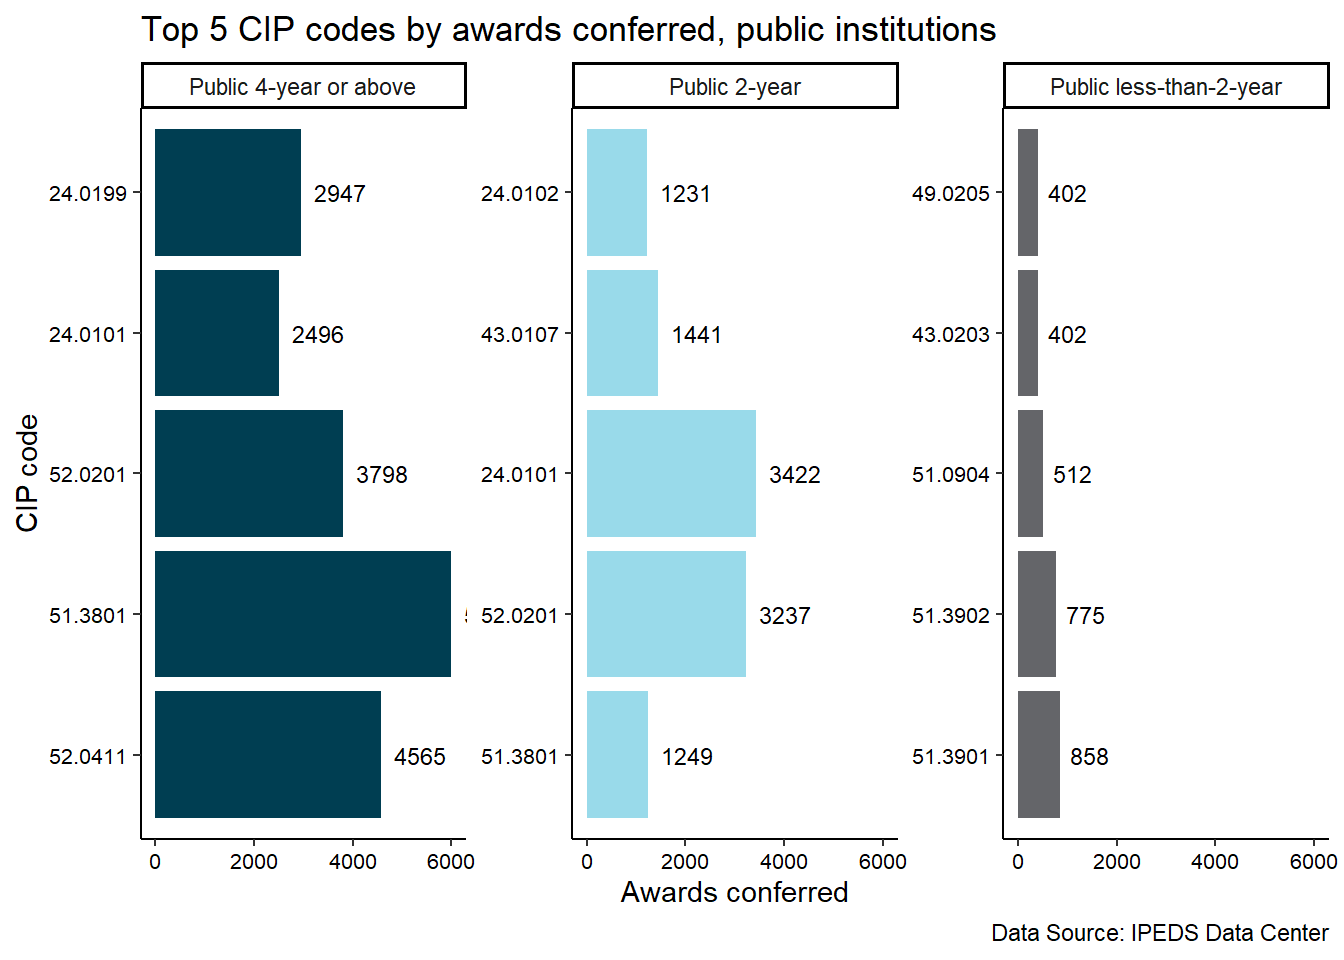 Top 5 CIP codes by awards conferred, public institutions
Public 4-year or above
Public 2-year
Public less-than-2-year
CIP code
24.0199
2947
24.0101
2496
52.0201
3798
51.3801
52.0411
4565
0 2000 4000 6000
24.0102
1231
43.0107
1441
24.0101
3422
52.0201
3237
51.3801
1249
0 2000 4000 6000
49.0205
402
43.0203
402
51.0904
512
51.3902
775
51.3901
858
0 2000 4000 6000
Awards conferred
Data Source: IPEDS Data Center